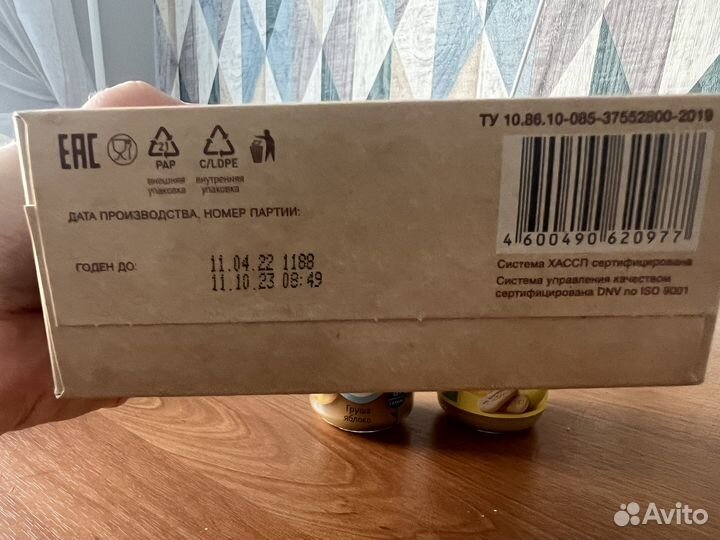 ТУ 10.86.10-085-37552800-2019
EAC
21
PAP
C/LDPE
внешняя
упаковка
внутренняя
упаковка
ДАТА ПРОИЗВОДСТВА, НОМЕР ПАРТИИ:
ГОДЕН ДО:
11.04.22 1188
11.10.23 08:49
4 600490 620977
Система ХАССП сертифицирована
Система управления качеством
сертифицирована DNV по ISO 9001
Груша
яблоко
Avito